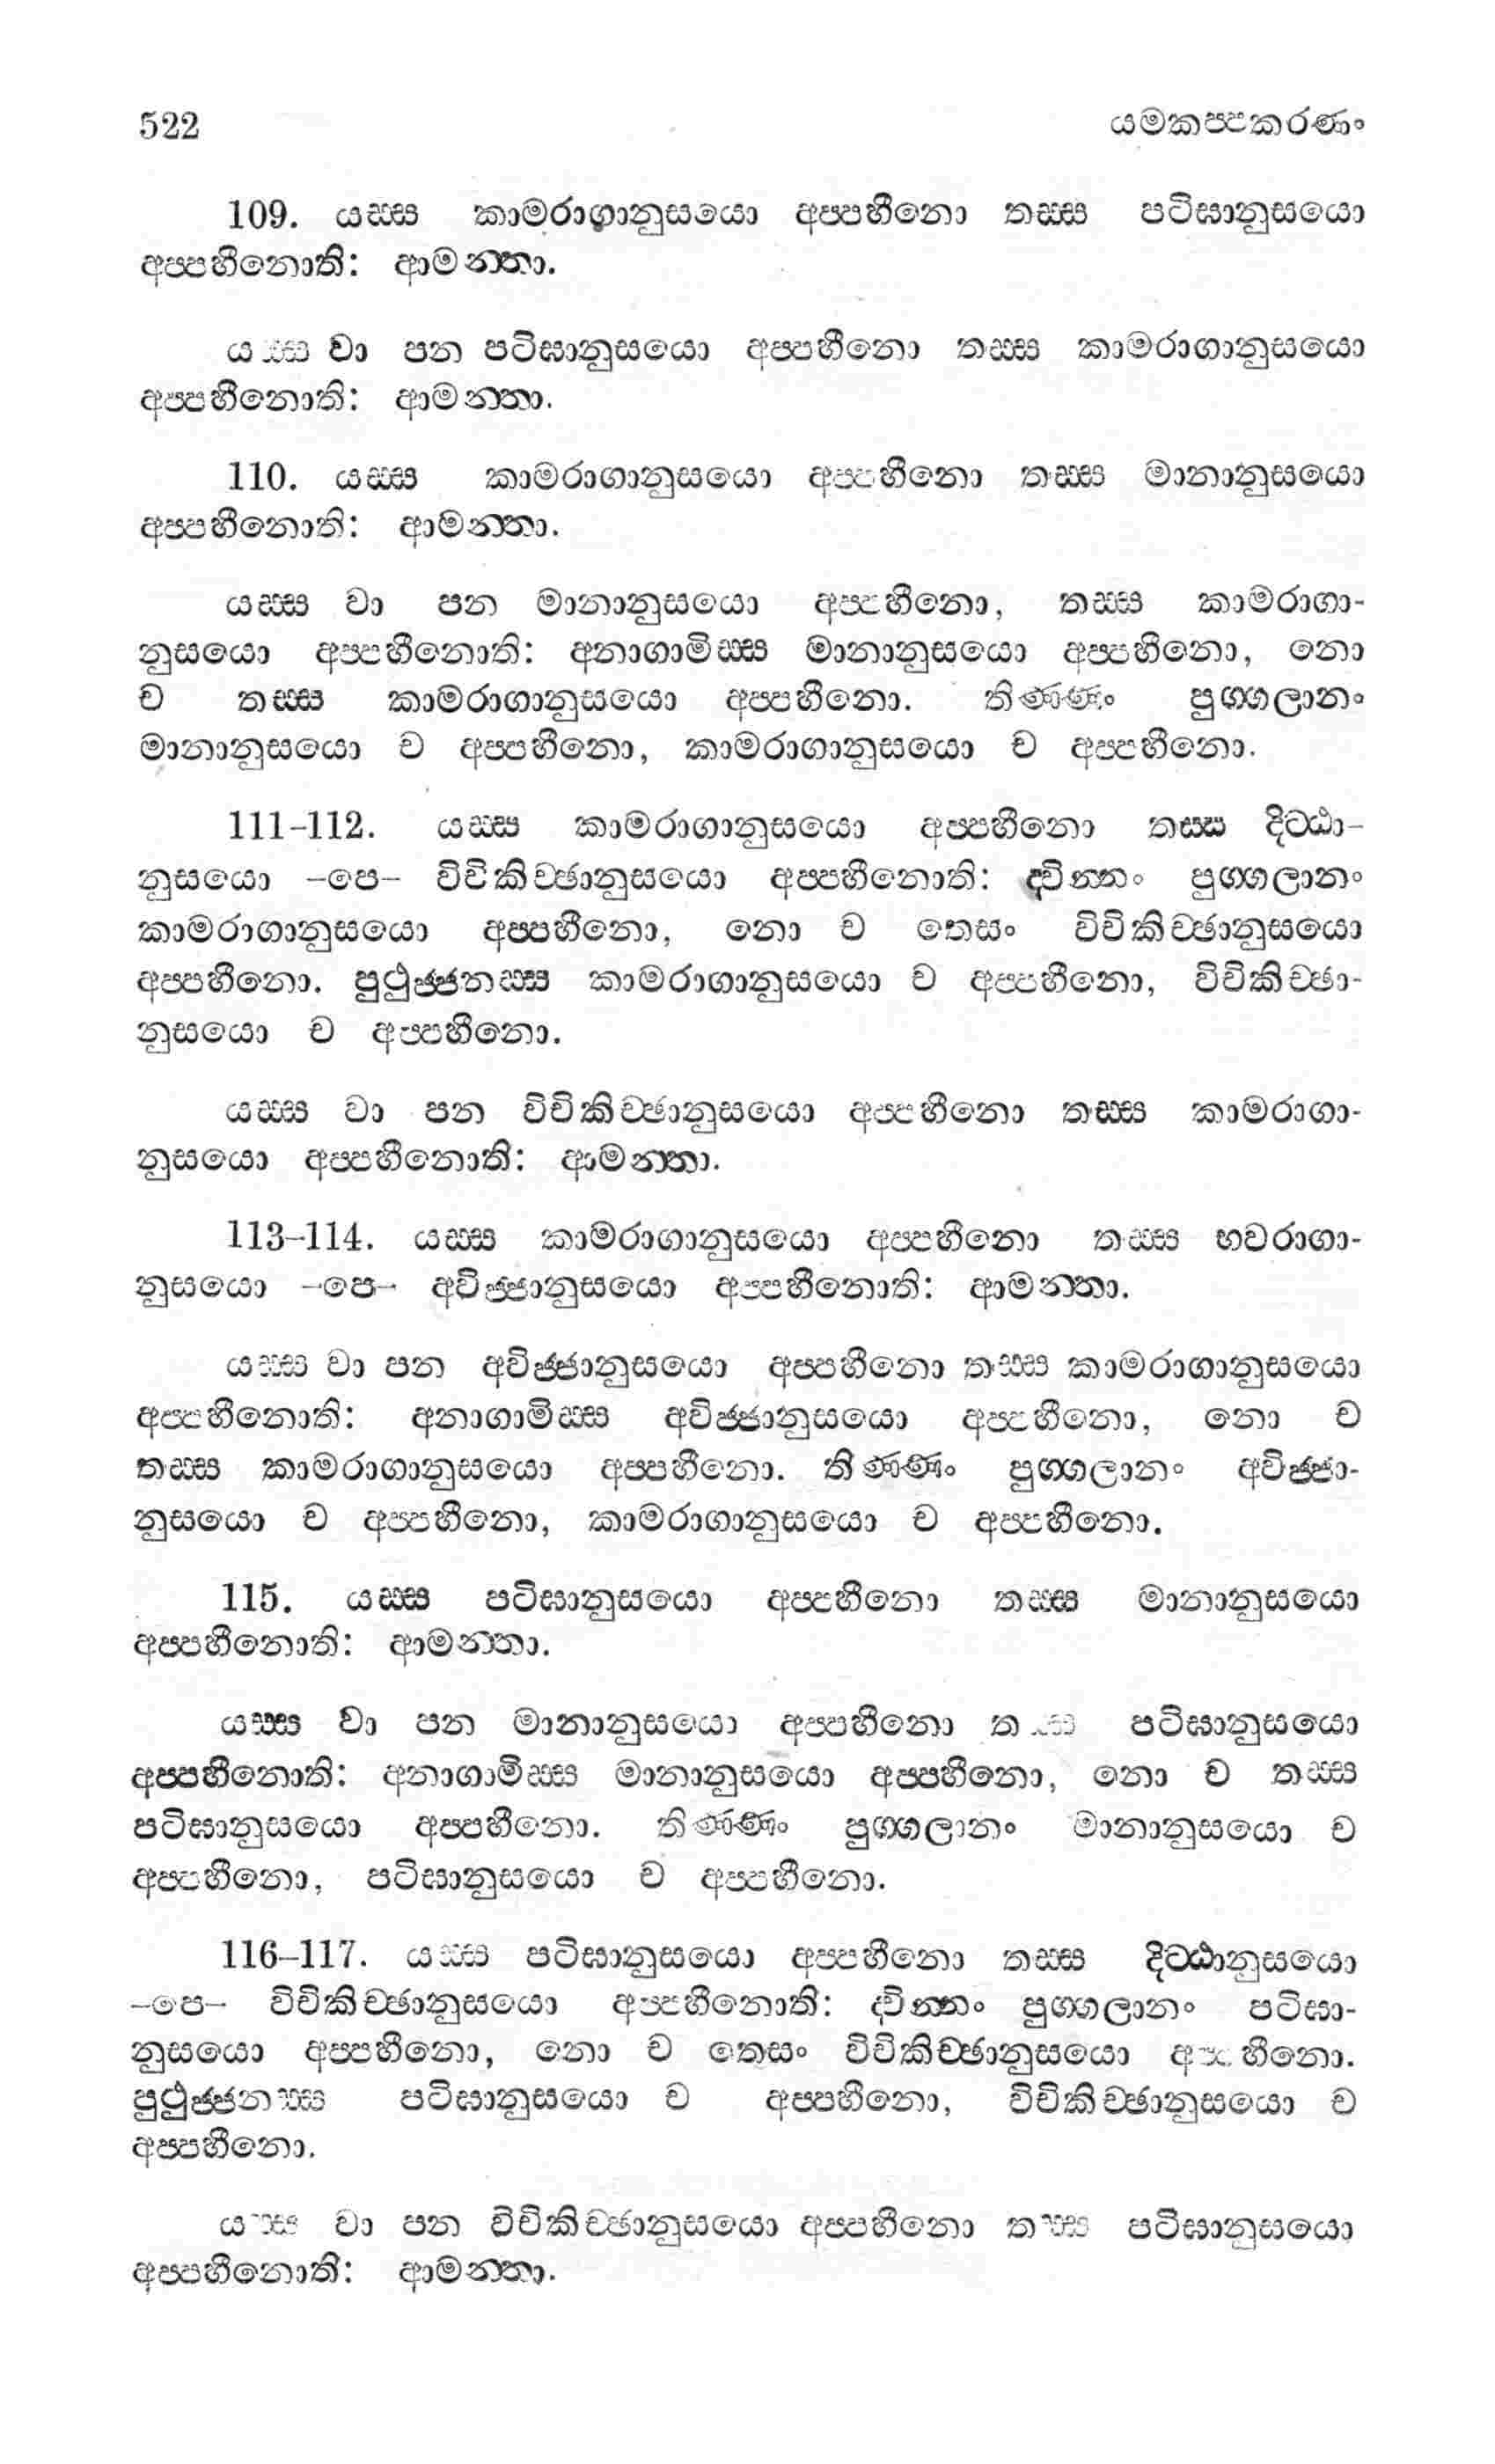 522 යමකප්පකරණං
109. යස්ස කාමරාගානුසයො අප්පහීනො තස්ස පටිඝානුසයො
අප්පහීනොති: ආමන්තා.
යස්ස වා පන පටිඝානුසයො අප්පහීනො තස්ස කාමරාගානුසයො
අප්පහීනොති: ආමන්තා.
110. යස්ස කාමරාගානුසයො අප්පහීනො තස්ස මානානුසයො
අප්පහීනොති: ආමන්තා.
යස්ස වා පන මානානුසයො අප්පහීනො, තස්ස කාමරාගා-
නුසයො අප්පහීනොති: අනාගාමිස්ස මානානුසයො අප්පහීනො, නො
ච තස්ස කාමරාගානුසයො අප්පහීනො. තිණ්ණං පුග්ගලානං
මානානුසයො ච අප්පහීනො, කාමරාගානුසයො ච අප්පහීනො.
111-112. යස්ස කාමරාගානුසයො අප්පහීනො තස්ස දිට්ඨා-
නුසයො -පෙ- විචිකිච්ඡානුසයො අප්පහීනොති: ද්වින්නං පුග්ගලානං
කාමරාගානුසයො අප්පහීනො, නො ච තෙසං විචිකිච්ඡානුසයො
අප්පහීනො. පුථුජ්ජනස්ස කාමරාගානුසයො ච අප්පහීනො, විචිකිච්ඡා-
නුසයො ච අප්පහීනො.
යස්ස වා පන විචිකිච්ඡානුසයො අප්පහීනො තස්ස කාමරාගා-
නුසයො අප්පහීනොති: ආමන්තා.
113-114. යස්ස කාමරාගානුසයො අප්පහීනො තස්ස භවරාගා-
නුසයො -පෙ- අවිජ්ජානුසයො අප්පහීනොති: ආමන්තා.
යස්ස වා පන අවිජ්ජානුසයො අප්පහීනො තස්ස කාමරාගානුසයො
අප්පහීනොති: අනාගාමිස්ස අවිජ්ජානුසයො අප්පහීනො, නො ච
තස්ස කාමරාගානුසයො අප්පහීනො. තිණ්ණං පුග්ගලානං අවිජ්ජා-
නුසයො ච අප්පහීනො, කාමරාගානුසයො ච අප්පහීනො.
115. යස්ස පටිඝානුසයො අප්පහීනො තස්ස මානානුසයො
අප්පහීනොති: ආමන්තා.
යස්ස වා පන මානානුසයො අප්පහීනො තස්ස පටිඝානුසයො
අප්පහීනොති: අනාගාමිස්ස මානානුසයො අප්පහීනො, නො ච තස්ස
පටිඝානුසයො අප්පහීනො. තිණ්ණං පුග්ගලානං මානානුසයො ච
අප්පහීනො, පටිඝානුසයො ච අප්පහීනො.
116-117. යස්ස පටිඝානුසයො අප්පහීනො තස්ස දිට්ඨානුසයො
-පෙ- විචිකිච්ඡානුසයො අප්පහීනොති: ද්වින්නං පුග්ගලානං පටිඝා-
නුසයො අප්පහීනො, නො ච තෙසං විචිකිච්ඡානුසයො අප්පහීනො.
පුථුජ්ජනස්ස පටිඝානුසයො ච අප්පහීනො, විචිකිච්ඡානුසයො ච
අප්පහීනො.
යස්ස වා පන විචිකිච්ඡානුසයො අප්පහීනො තස්ස පටිඝානුසයො
අප්පහීනොති: ආමන්තා.